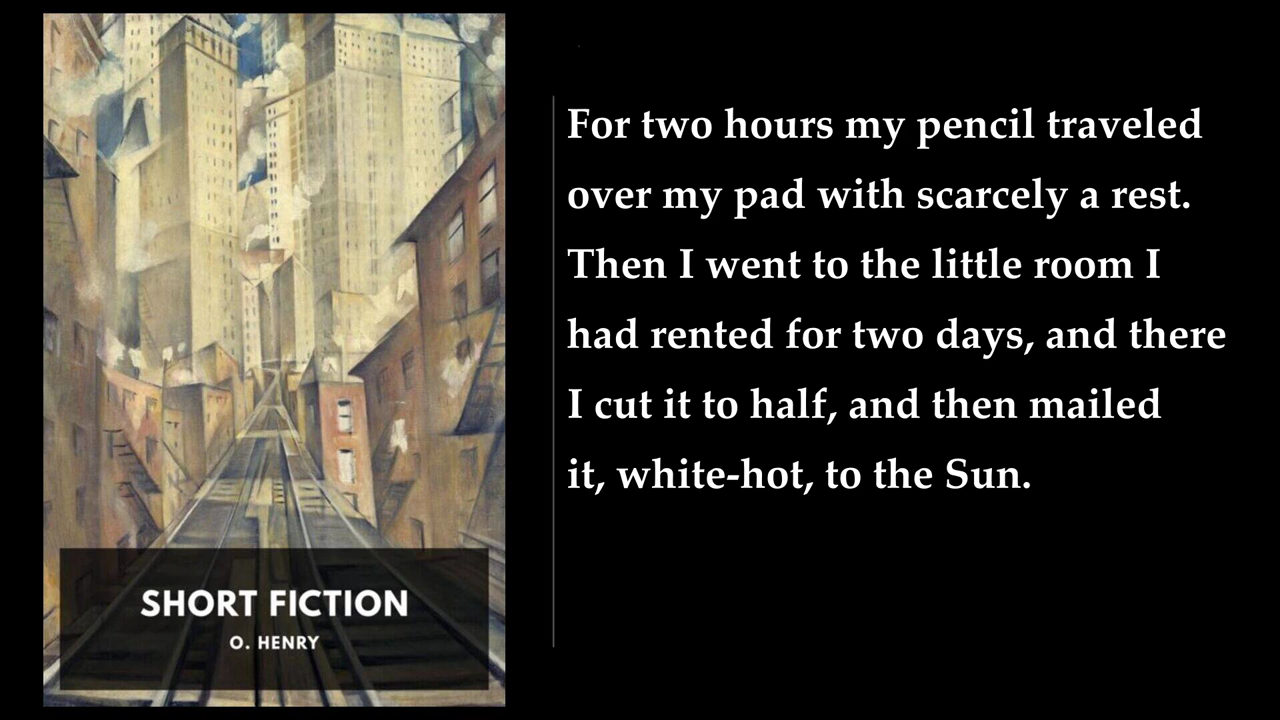 SHORT FICTION
O. HENRY
For two hours my pencil traveled
over my pad with scarcely a rest.
Then I went to the little room I
had rented for two days, and there
I cut it to half, and then mailed
it, white-hot, to the Sun.